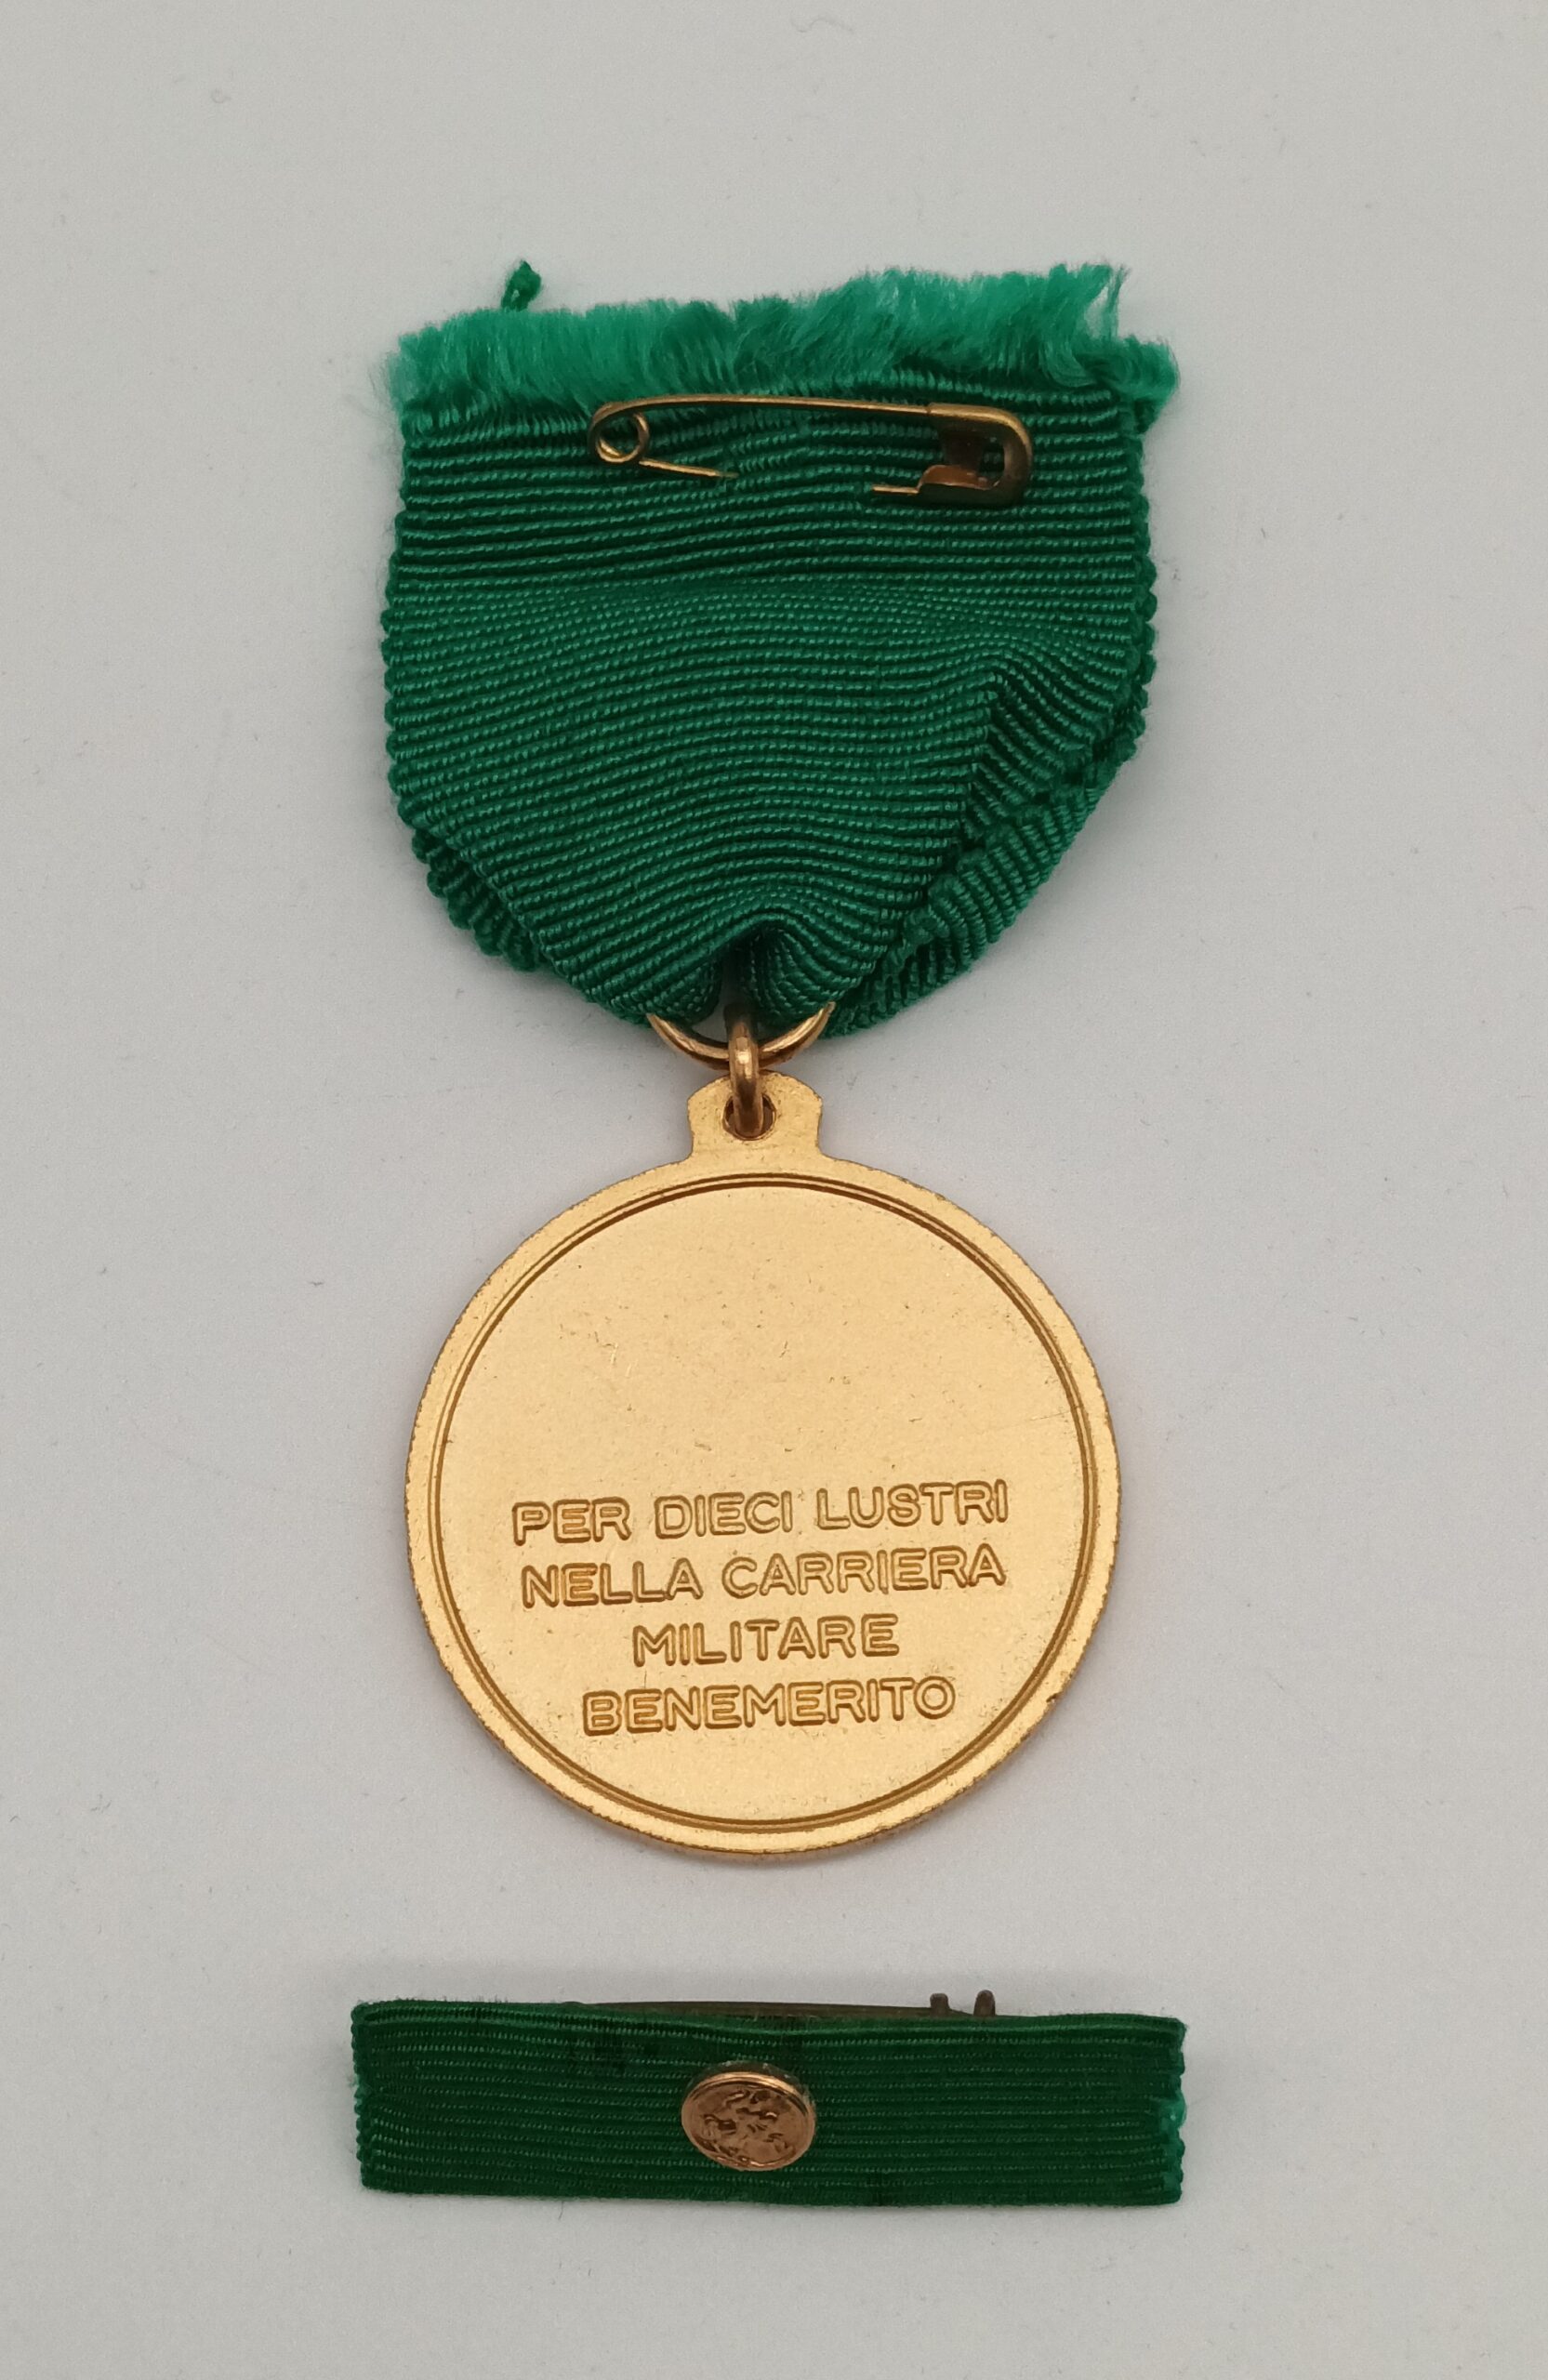 PER DIECI LUSTRI
NELLA CARRIERA
MILITARE
BENEMERITO